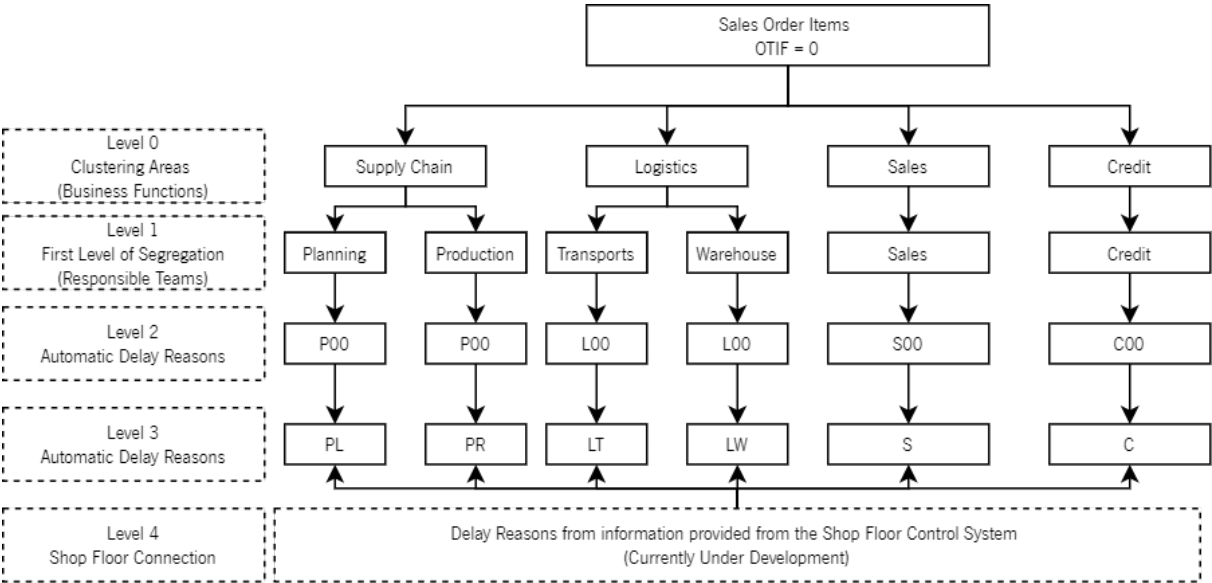 Sales Order Items
OTIF = 0
Level 0
Clustering Areas
(Business Functions)
Supply Chain
Logistics
Sales
Credit
Level 1
First Level of Segregation
(Responsible Teams)
Planning
Production
Transports
Warehouse
Sales
Credit
Level 2
Automatic Delay Reasons
P00
P00
L00
L00
S00
C00
Level 3
Automatic Delay Reasons
PL
PR
LT
LW
S
C
Level 4
Shop Floor Connection
Delay Reasons from information provided from the Shop Floor Control System
(Currently Under Development)